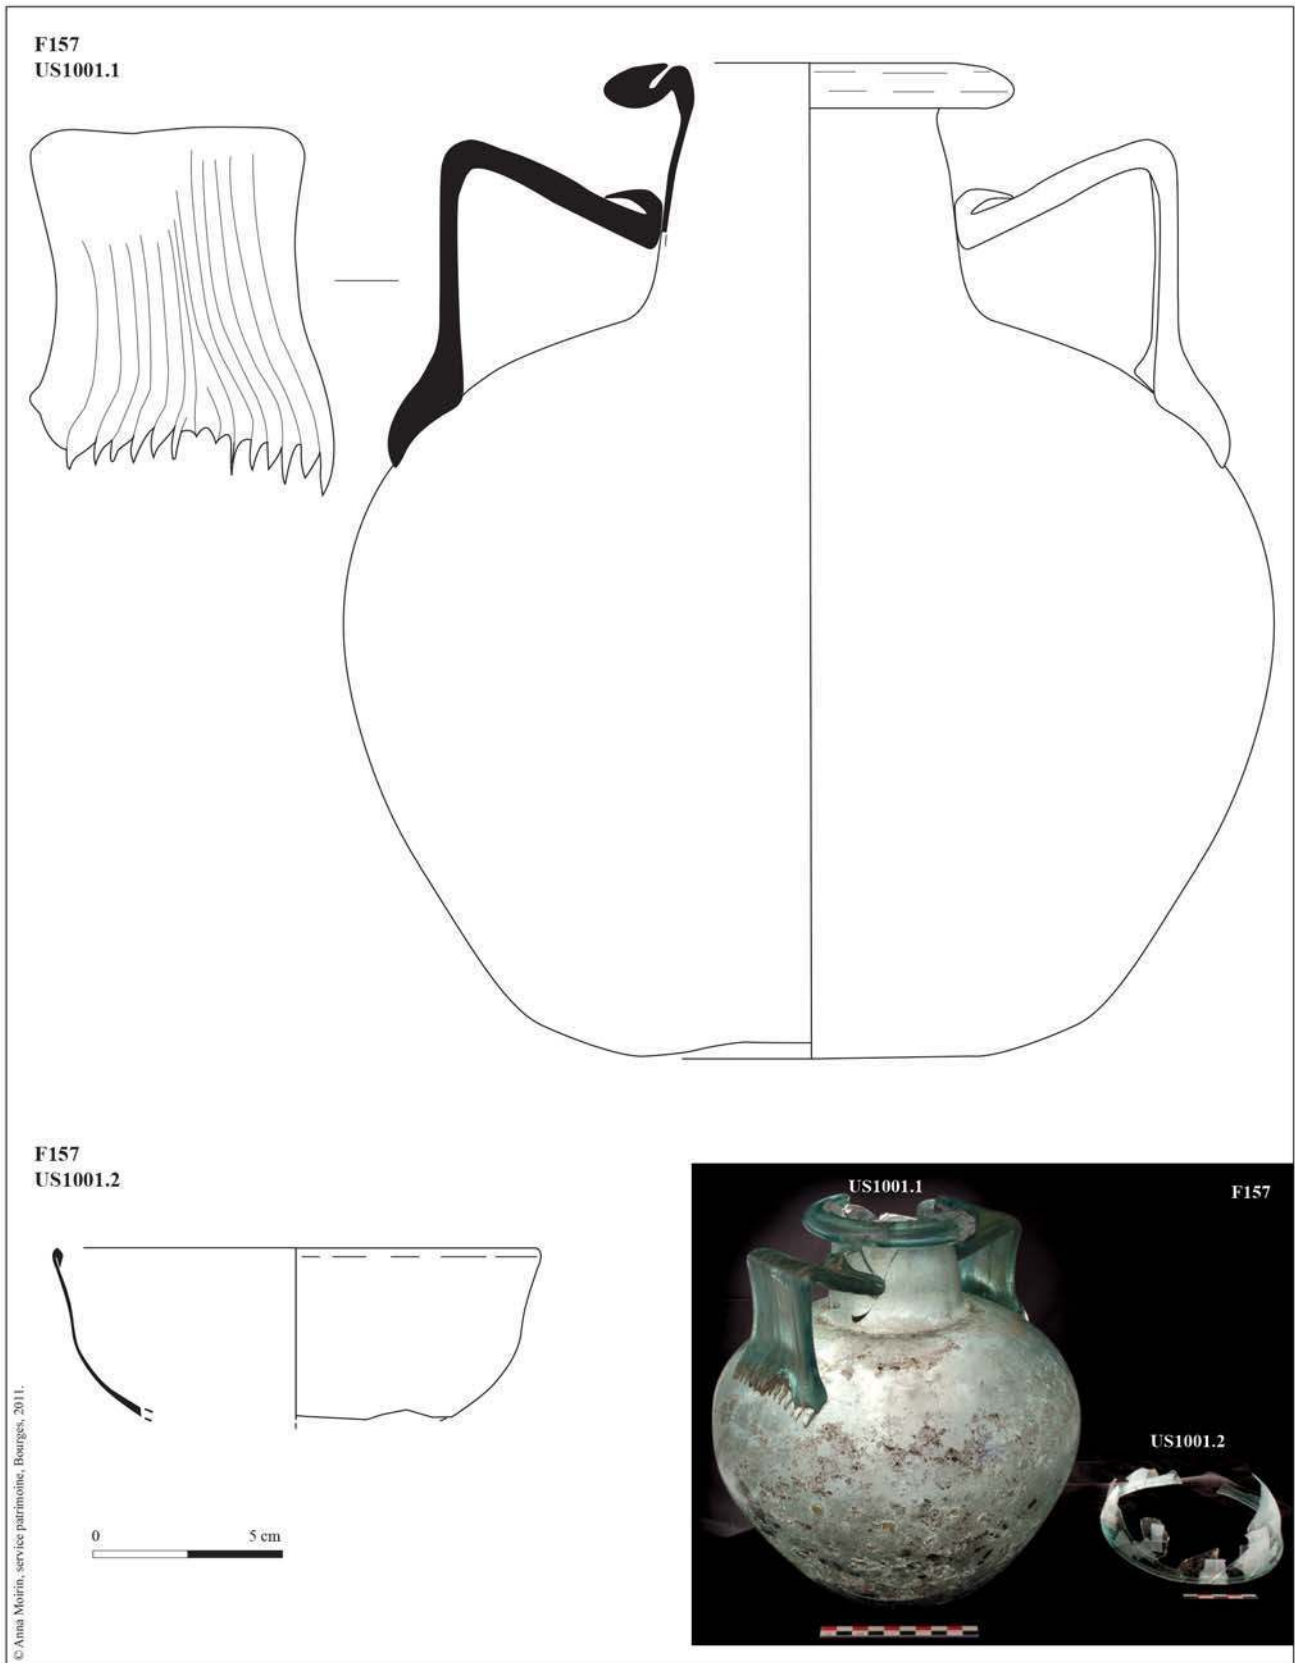 F157
US1001.1
F157
US1001.2
0 5 cm
US1001.1
F157
US1001.2
© Anna Moirin, service patrimoine, Bourges, 2011.